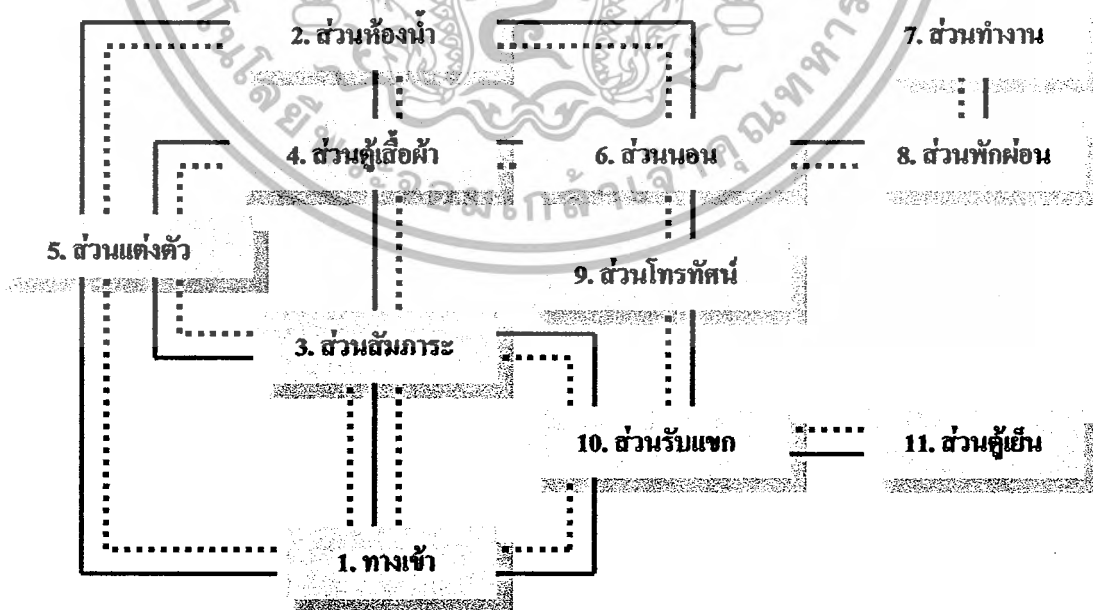 2. ส่วนห้องน้ำ
7. ส่วนทำงาน
4. ส่วนตู้เสื้อผ้า
6. ส่วนนอน
8. ส่วนพักผ่อน
5. ส่วนแต่งตัว
9. ส่วนโทรทัศน์
3. ส่วนสัมภาระ
10. ส่วนรับแขก
11. ส่วนตู้เย็น
1. ทางเข้า